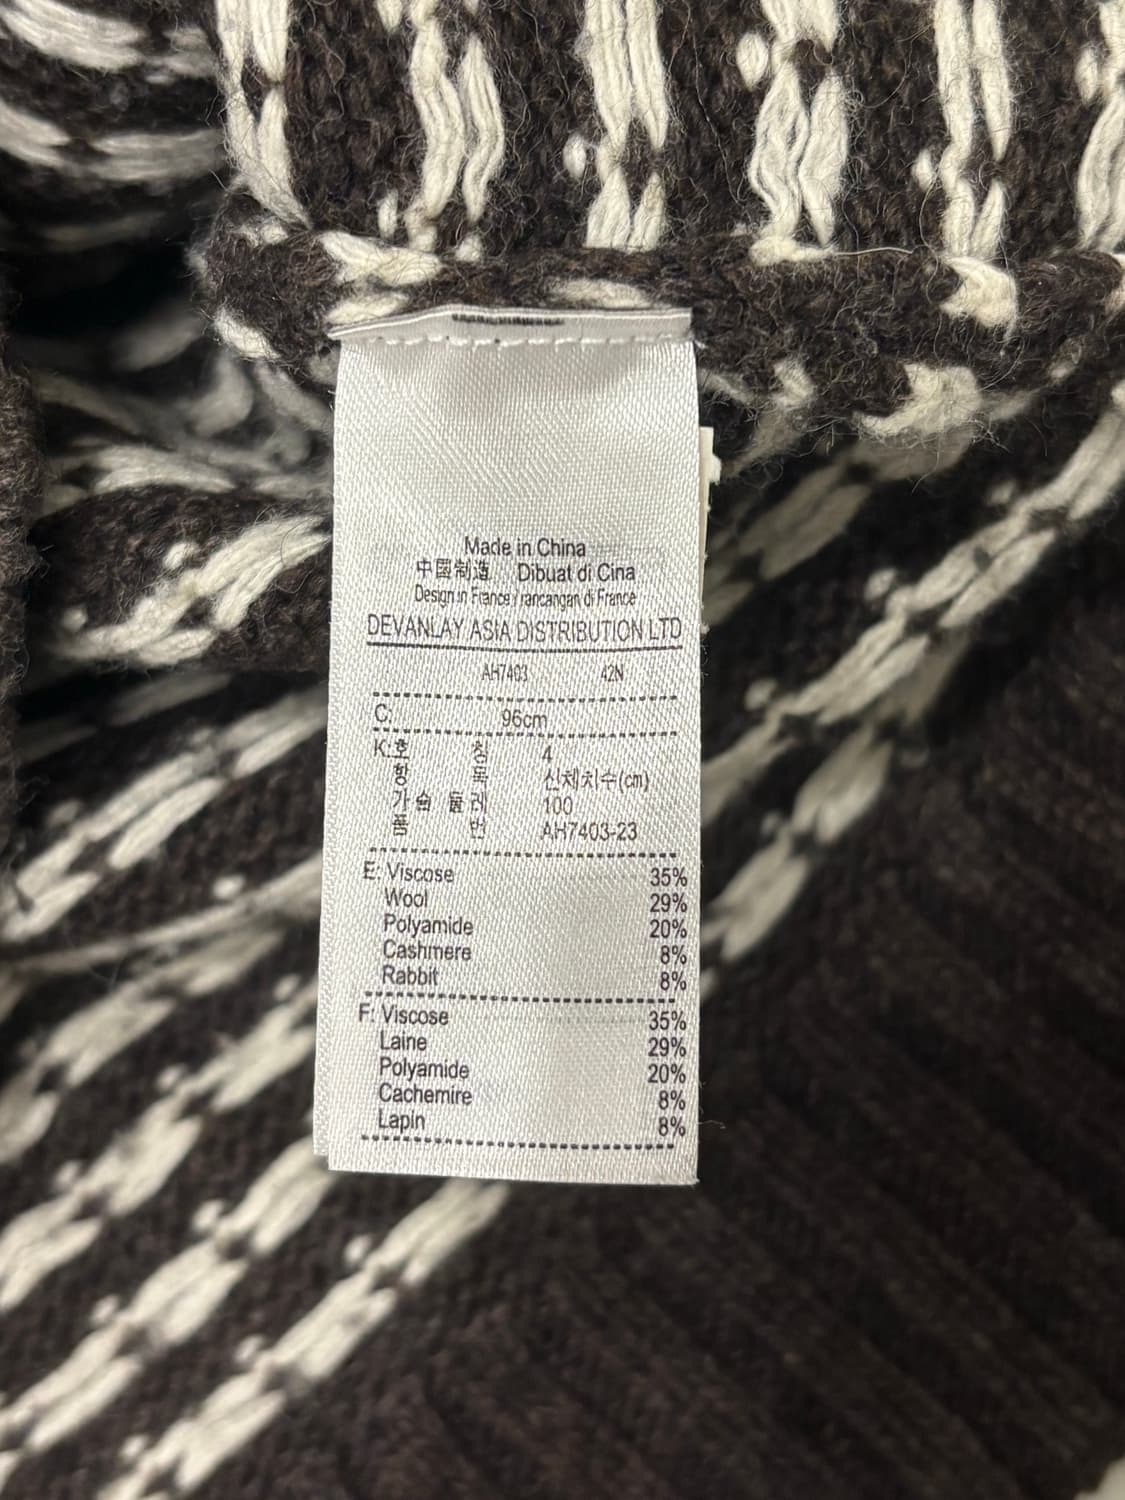 Made in China
中國制造 Dibuat di Cina
Design in France / rancangan di France
DEVANLAY ASIA DISTRIBUTION LTD
AH7403 42N
C: 96cm
K: 호 칭 4
항 목 신체치수(cm)
가 슴 둘 레 100
품 번 AH7403-23
E: Viscose 35%
Wool 29%
Polyamide 20%
Cashmere 8%
Rabbit 8%
F: Viscose 35%
Laine 29%
Polyamide 20%
Cachemire 8%
Lapin 8%